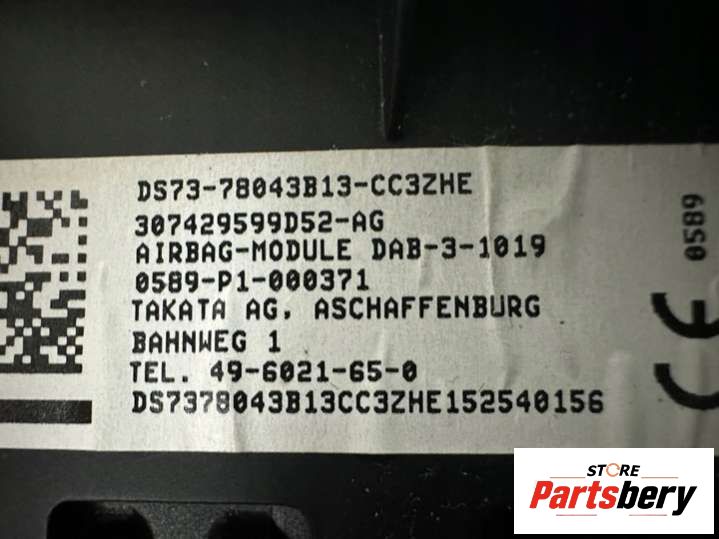 DS73-78043B13-CC3ZHE
307429599D52-AG
AIRBAG-MODULE DAB-3-1019
0589-P1-000371
TAKATA AG, ASCHAFFENBURG
BAHNWEG 1
TEL. 49-6021-65-0
DS7378043B13CC3ZHE152540156
0589
CE
STORE
Partsbery